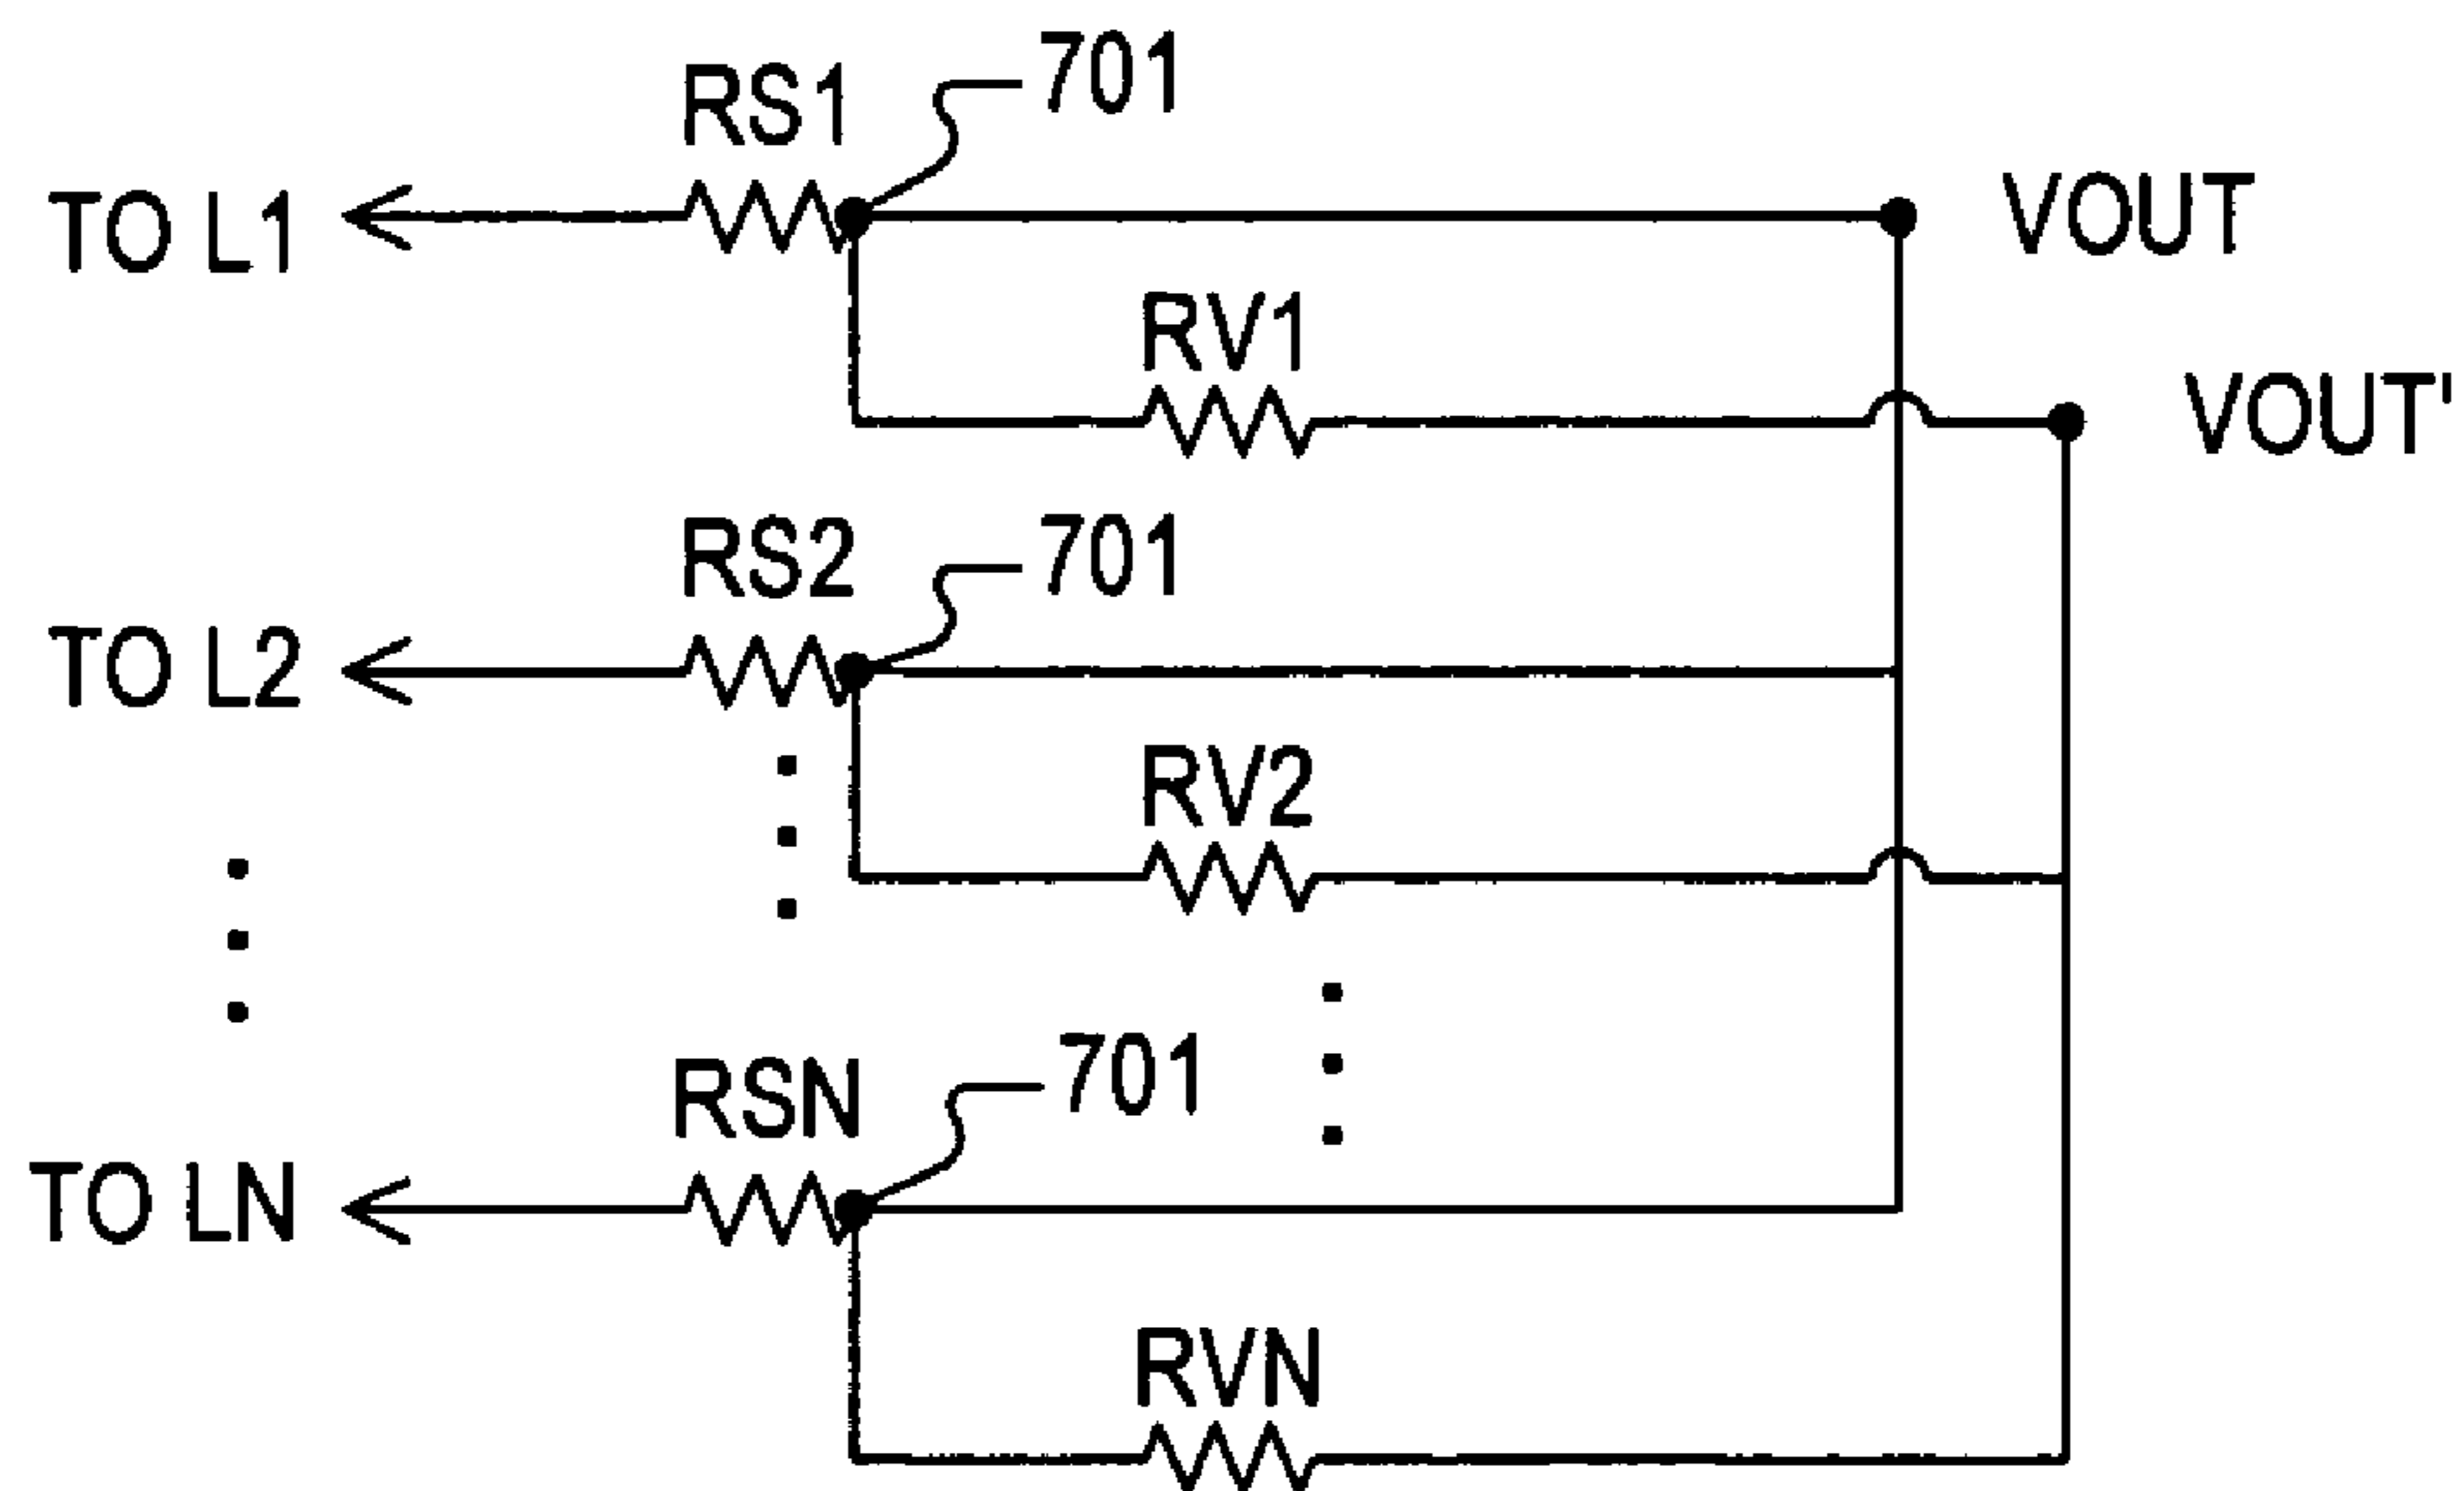 701
RS1
TO L1
VOUT
RV1
VOUT'
701
RS2
TO L2
RV2
701
RSN
TO LN
RVN